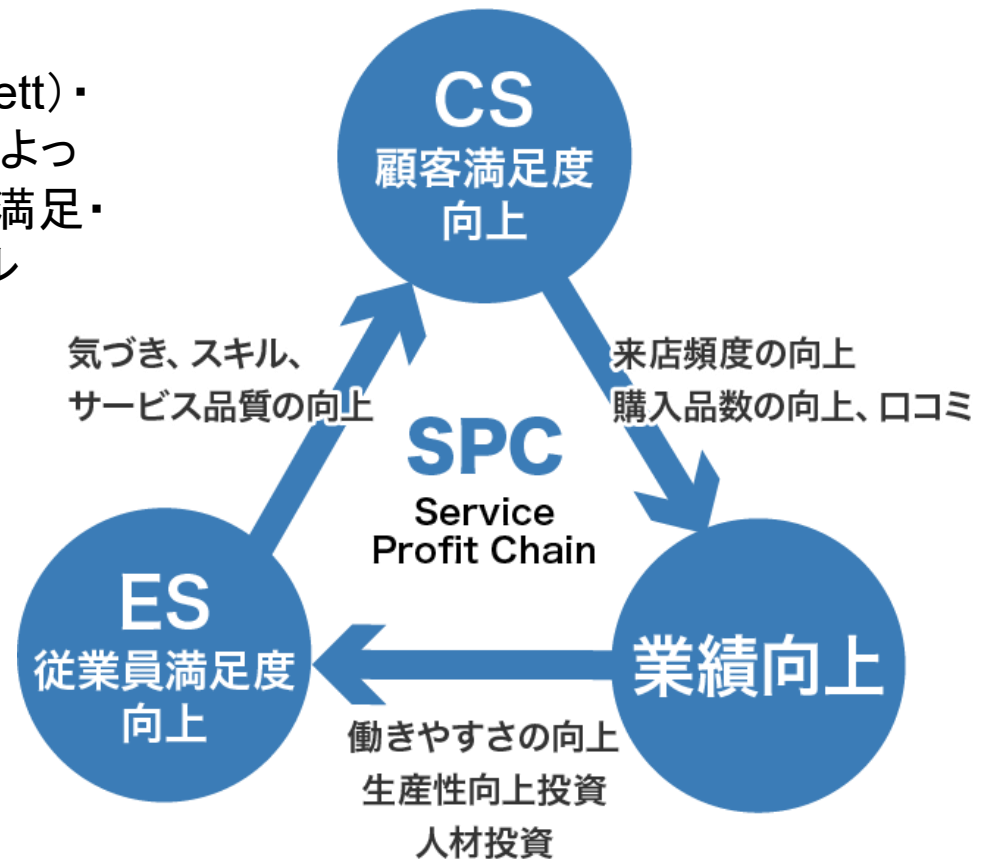 ett)・
よっ
満足・
ル
CS
顧客満足度
向上
気づき、スキル、
サービス品質の向上
来店頻度の向上
購入品数の向上、口コミ
SPC
Service
Profit Chain
ES
従業員満足度
向上
業績向上
働きやすさの向上
生産性向上投資
人材投資